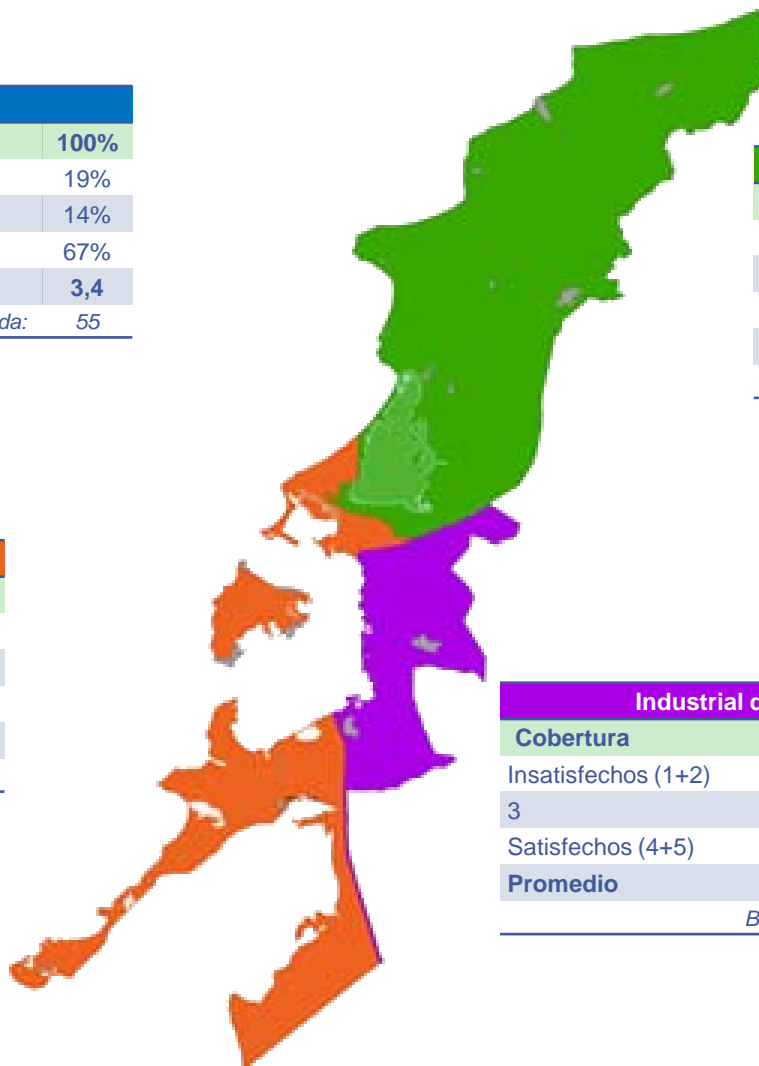 100%
19%
14%
67%
3,4
da: 55
Industrial d
Cobertura
Insatisfechos (1+2)
3
Satisfechos (4+5)
Promedio
B